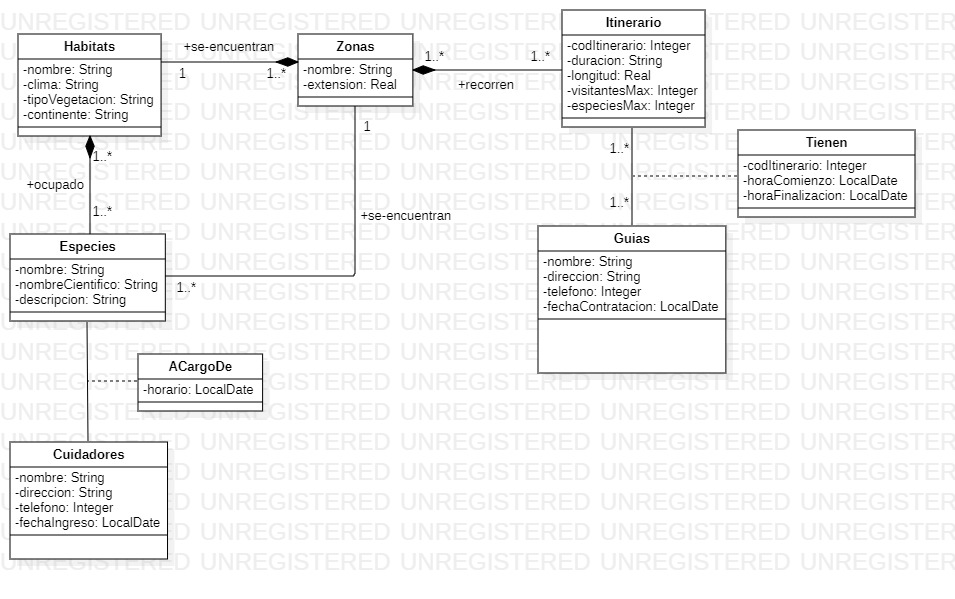 Habitats
-nombre: String
-clima: String
-tipoVegetacion: String
-continente: String
+se-encuentran
1
1..*
Zonas
-nombre: String
-extension: Real
1..*
1..*
+recorren
Itinerario
-codItinerario: Integer
-duracion: String
-longitud: Real
-visitantesMax: Integer
-especiesMax: Integer
1..*
+ocupado
1..*
1
+se-encuentran
1..*
1..*
1..*
Tienen
-codItinerario: Integer
-horaComienzo: LocalDate
-horaFinalizacion: LocalDate
Especies
-nombre: String
-nombreCientifico: String
-descripcion: String
Guias
-nombre: String
-direccion: String
-telefono: Integer
-fechaContratacion: LocalDate
ACargoDe
-horario: LocalDate
Cuidadores
-nombre: String
-direccion: String
-telefono: Integer
-fechaIngreso: LocalDate
UNREGISTERED